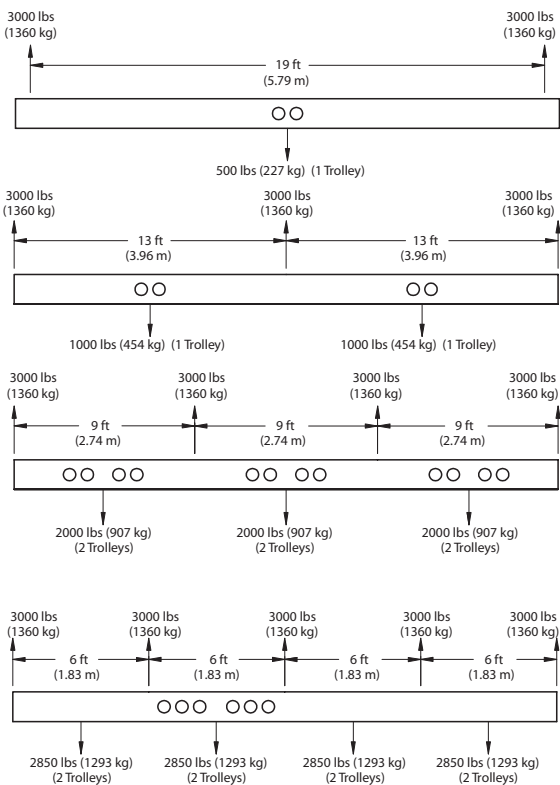 3000 lbs
(1360 kg)
3000 lbs
(1360 kg)
19 ft
(5.79 m)
500 lbs (227 kg) (1 Trolley)
3000 lbs
(1360 kg)
3000 lbs
(1360 kg)
3000 lbs
(1360 kg)
13 ft
(3.96 m)
13 ft
(3.96 m)
1000 lbs (454 kg) (1 Trolley)
1000 lbs (454 kg) (1 Trolley)
3000 lbs
(1360 kg)
3000 lbs
(1360 kg)
3000 lbs
(1360 kg)
3000 lbs
(1360 kg)
9 ft
(2.74 m)
9 ft
(2.74 m)
9 ft
(2.74 m)
2000 lbs (907 kg)
(2 Trolleys)
2000 lbs (907 kg)
(2 Trolleys)
2000 lbs (907 kg)
(2 Trolleys)
3000 lbs
(1360 kg)
3000 lbs
(1360 kg)
3000 lbs
(1360 kg)
3000 lbs
(1360 kg)
3000 lbs
(1360 kg)
6 ft
(1.83 m)
6 ft
(1.83 m)
6 ft
(1.83 m)
6 ft
(1.83 m)
2850 lbs (1293 kg)
(2 Trolleys)
2850 lbs (1293 kg)
(2 Trolleys)
2850 lbs (1293 kg)
(2 Trolleys)
2850 lbs (1293 kg)
(2 Trolleys)